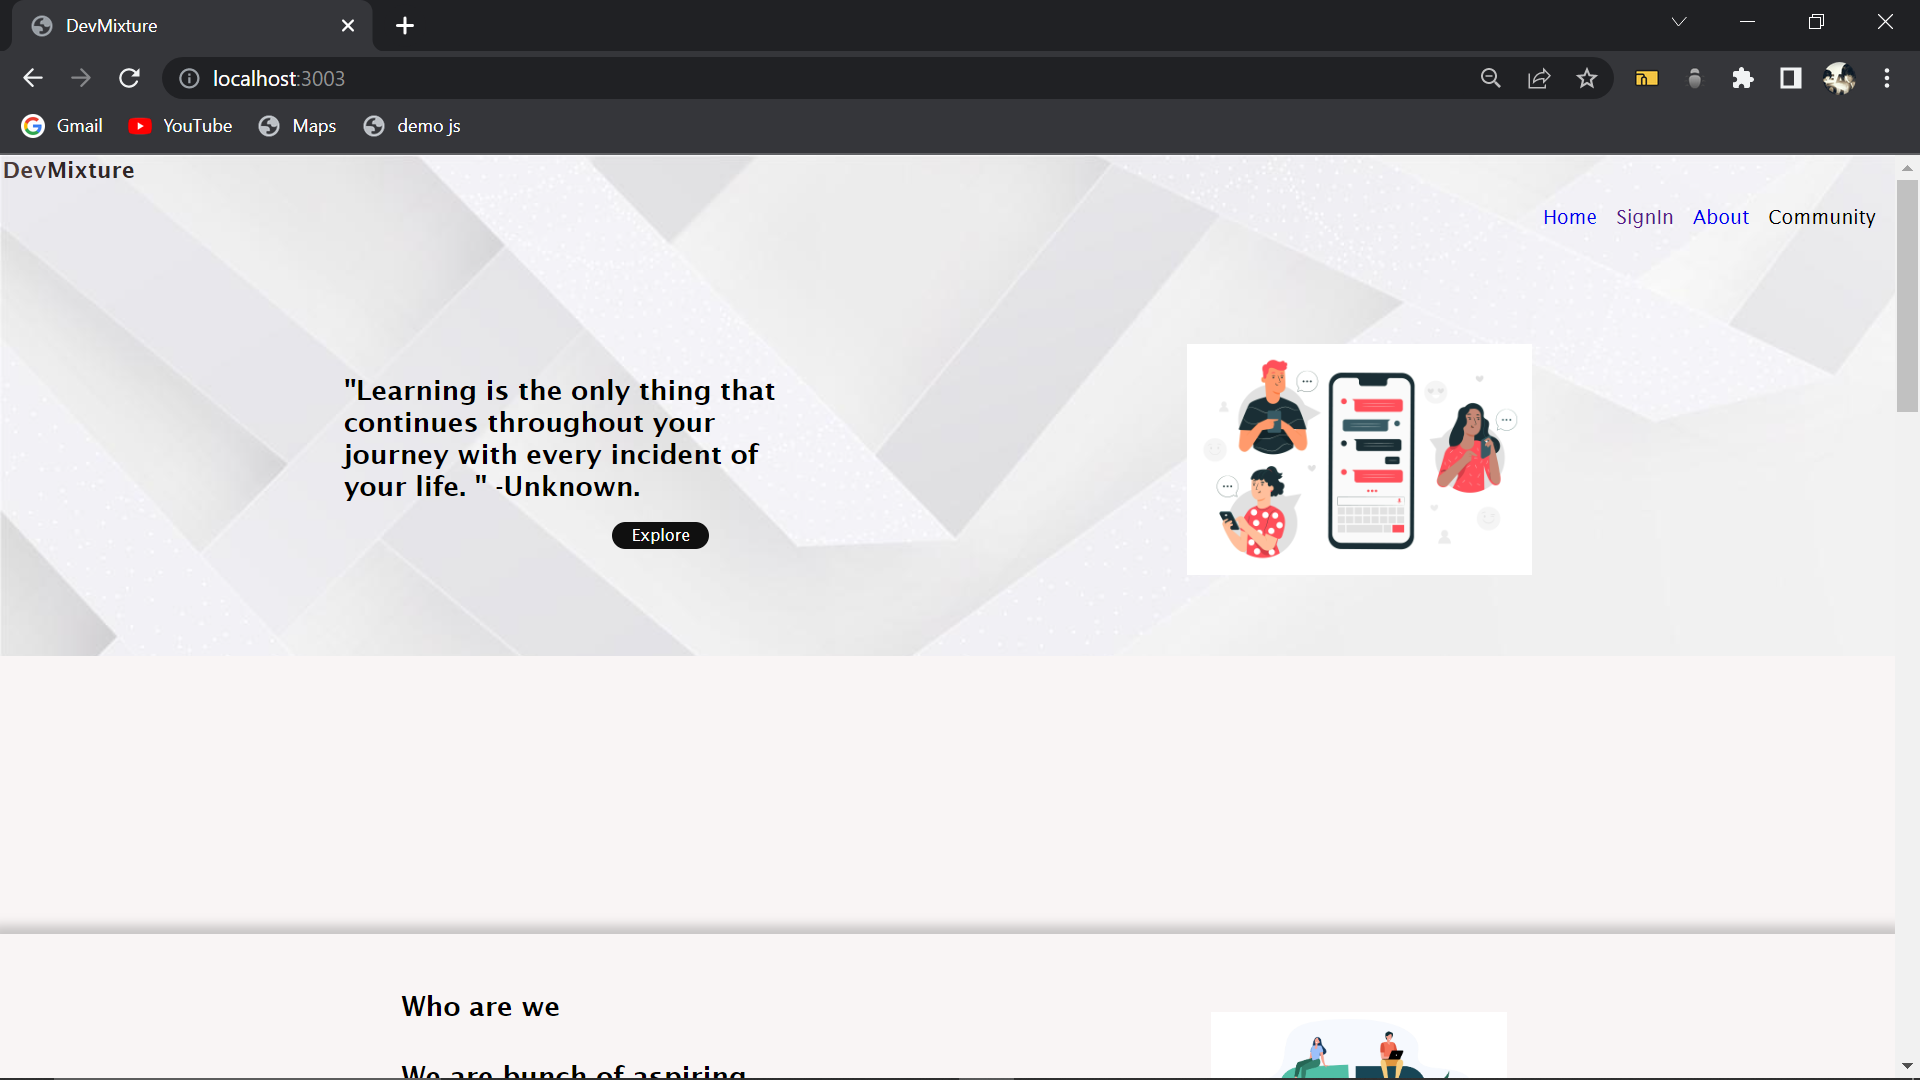 DevMixture
localhost:3003
Gmail YouTube Maps demo js
DevMixture
Home SignIn About Community
"Learning is the only thing that
continues throughout your
journey with every incident of
your life. " -Unknown.
Explore
Who are we
We are bunch of aspiring